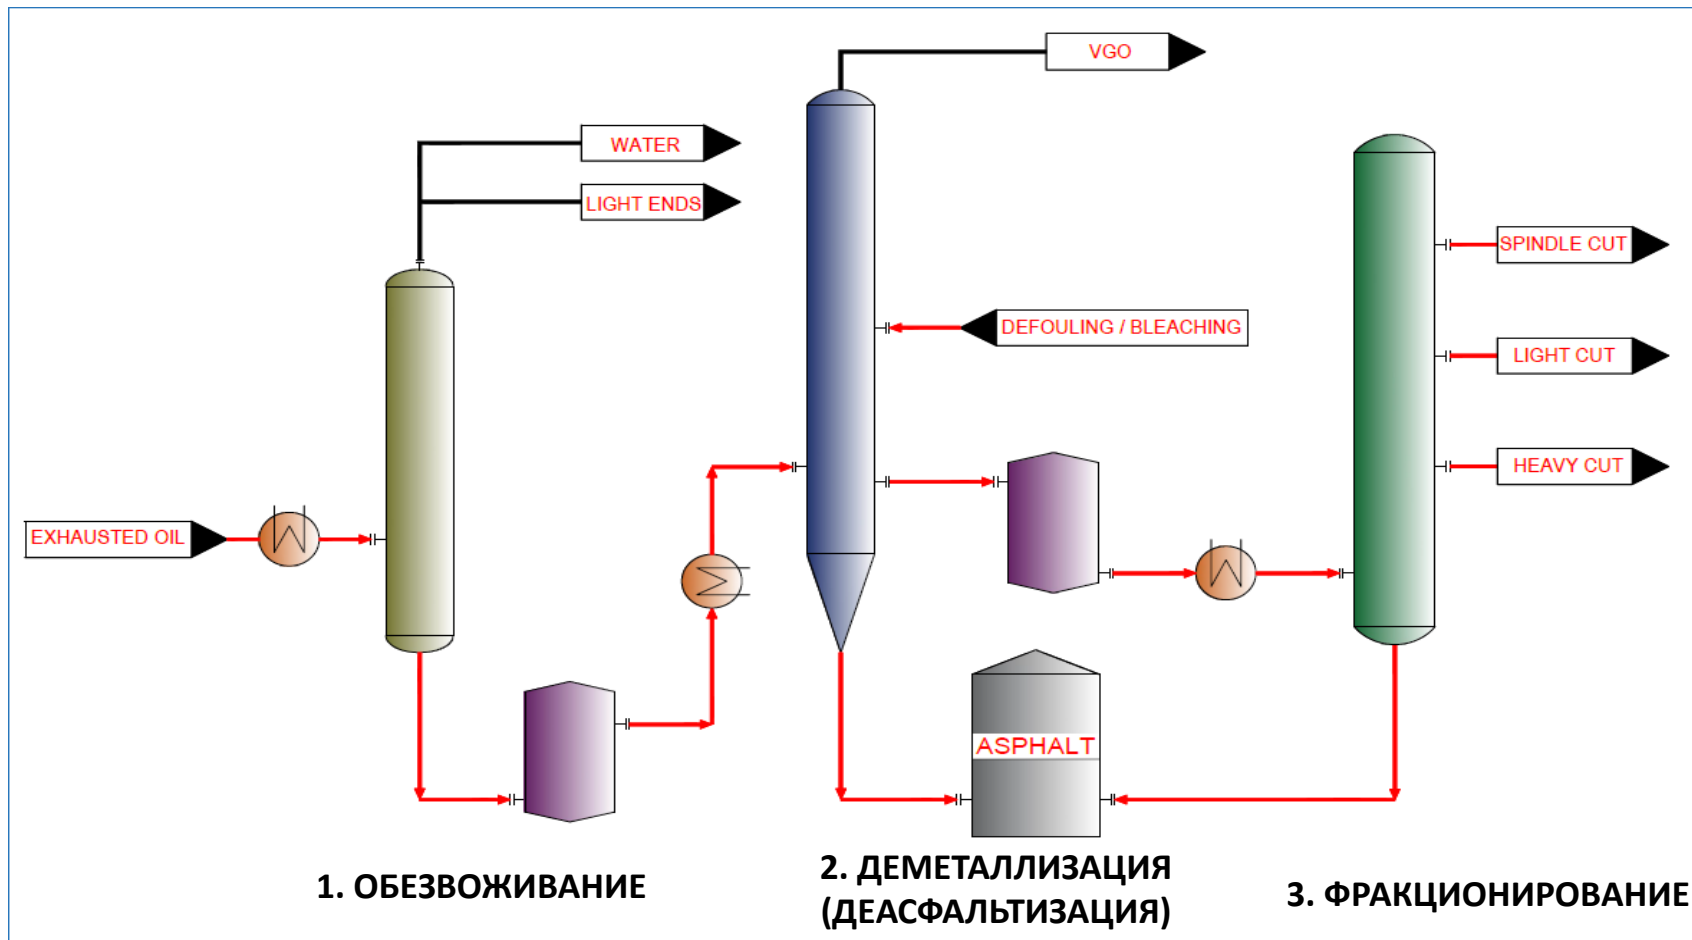 VGO
WATER
LIGHT ENDS
SPINDLE CUT
DEFOULING / BLEACHING
LIGHT CUT
HEAVY CUT
EXHAUSTED OIL
ASPHALT
1. ОБЕЗВОЖИВАНИЕ
2. ДЕМЕТАЛЛИЗАЦИЯ
(ДЕАСФАЛЬТИЗАЦИЯ)
3. ФРАКЦИОНИРОВАНИЕ